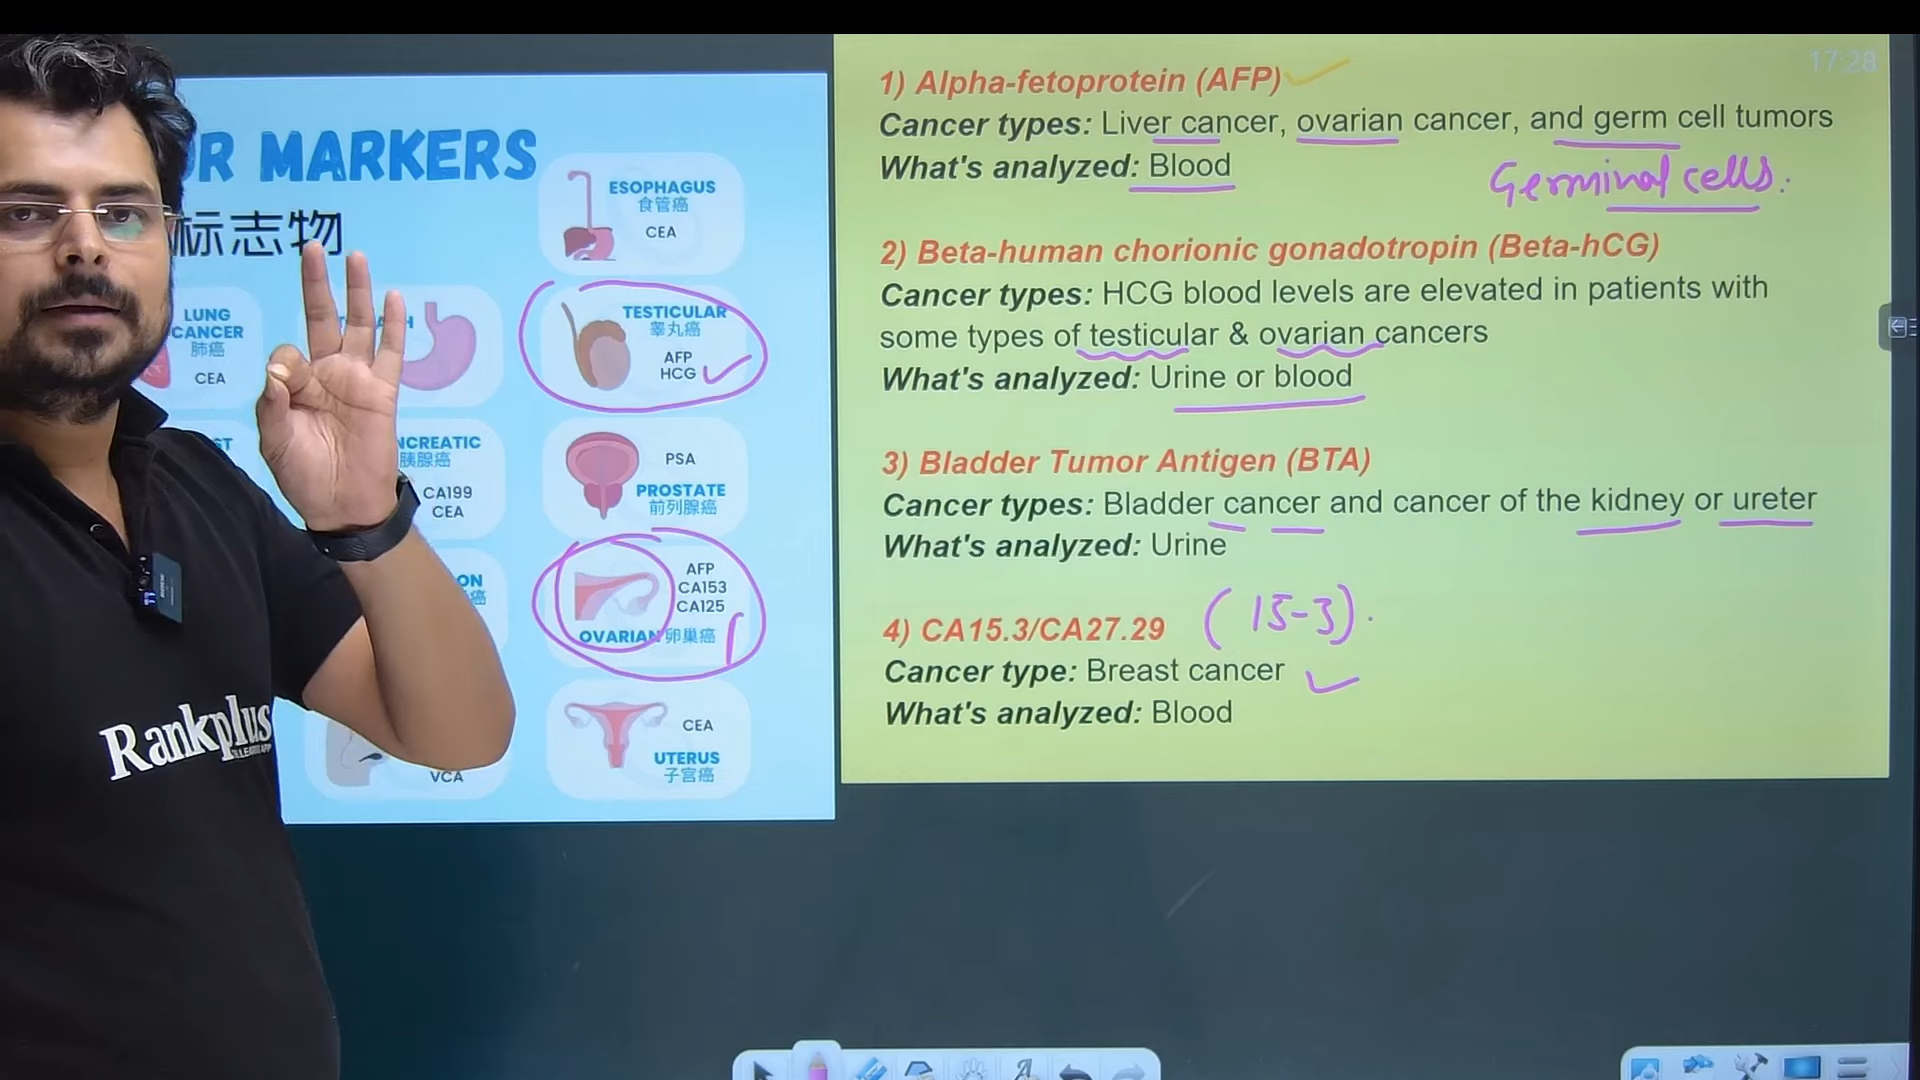 17:28
R MARKERS
标志物
ESOPHAGUS
食管癌
CEA
LUNG
CANCER
肺癌
CEA
TESTICULAR
睾丸癌
AFP
HCG
NCREATIC
胰腺癌
CA199
CEA
PSA
PROSTATE
前列腺癌
ON
癌
AFP
CA153
CA125
OVARIAN 卵巢癌
VCA
CEA
UTERUS
子宫癌
Rankplus
1) Alpha-fetoprotein (AFP)
Cancer types: Liver cancer, ovarian cancer, and germ cell tumors
What's analyzed: Blood
Germinal cells.
2) Beta-human chorionic gonadotropin (Beta-hCG)
Cancer types: HCG blood levels are elevated in patients with
some types of testicular & ovarian cancers
What's analyzed: Urine or blood
3) Bladder Tumor Antigen (BTA)
Cancer types: Bladder cancer and cancer of the kidney or ureter
What's analyzed: Urine
4) CA15.3/CA27.29 (15-3).
Cancer type: Breast cancer
What's analyzed: Blood